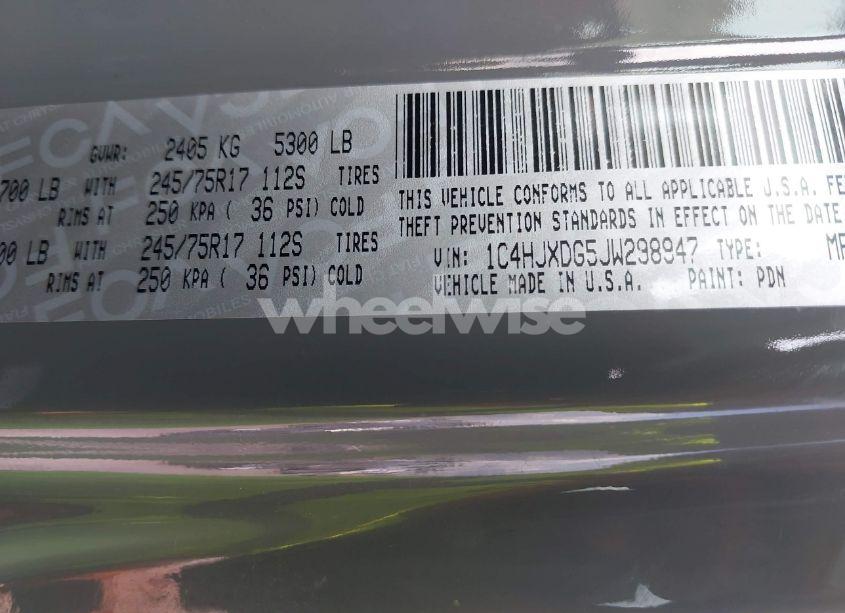 GVWR: 2405 KG 5300 LB
700 LB WITH 245/75R17 112S TIRES
RIMS AT 250 KPA ( 36 PSI) COLD
00 LB WITH 245/75R17 112S TIRES
RIMS AT 250 KPA ( 36 PSI) COLD
THIS VEHICLE CONFORMS TO ALL APPLICABLE U.S.A. FE
THEFT PREVENTION STANDARDS IN EFFECT ON THE DATE
VIN: 1C4HJXDG5JW298947 TYPE: MP
VEHICLE MADE IN U.S.A. PAINT: PDN
wheelwise